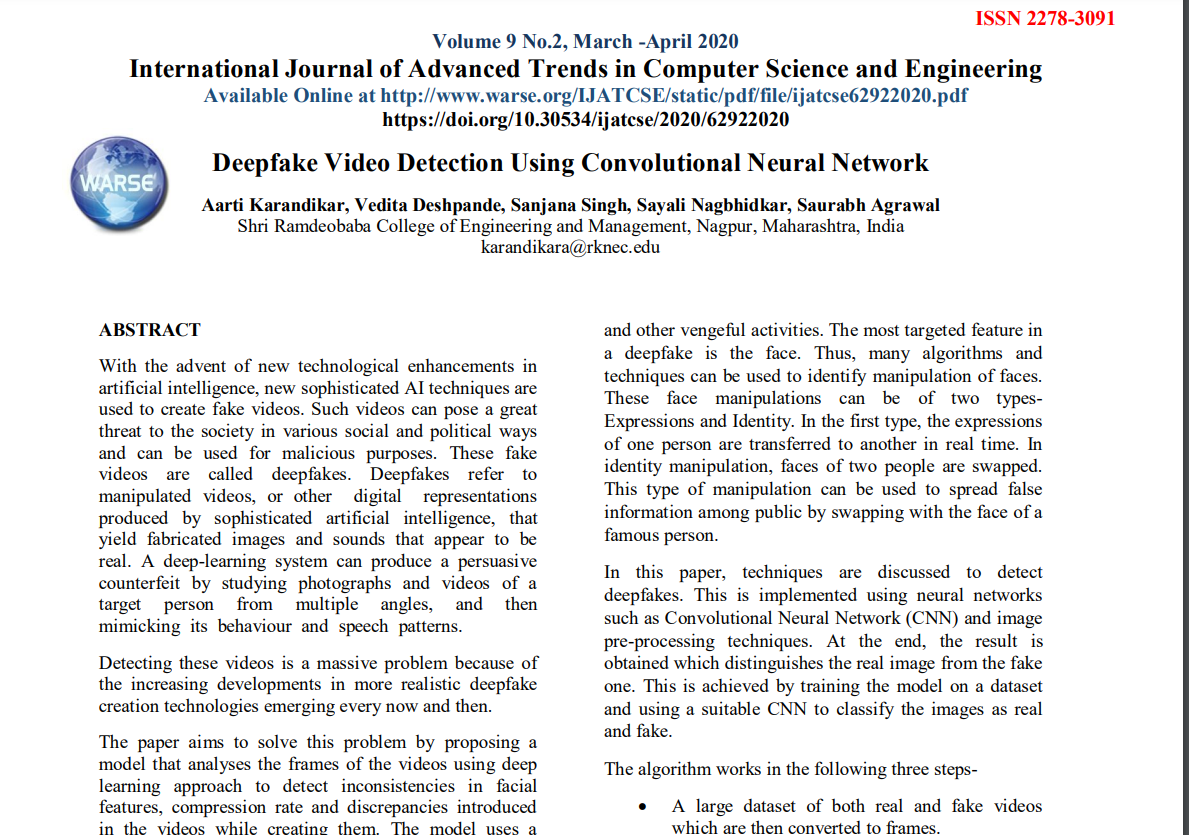 ISSN 2278-3091
Volume 9 No.2, March -April 2020
International Journal of Advanced Trends in Computer Science and Engineering
Available Online at http://www.warse.org/IJATCSE/static/pdf/file/ijatcse62922020.pdf
https://doi.org/10.30534/ijatcse/2020/62922020
WARSE
Deepfake Video Detection Using Convolutional Neural Network
Aarti Karandikar, Vedita Deshpande, Sanjana Singh, Sayali Nagbhidkar, Saurabh Agrawal
Shri Ramdeobaba College of Engineering and Management, Nagpur, Maharashtra, India
karandikara@rknec.edu
ABSTRACT
With the advent of new technological enhancements in
artificial intelligence, new sophisticated AI techniques are
used to create fake videos. Such videos can pose a great
threat to the society in various social and political ways
and can be used for malicious purposes. These fake
videos are called deepfakes. Deepfakes refer to
manipulated videos, or other digital representations
produced by sophisticated artificial intelligence, that
yield fabricated images and sounds that appear to be
real. A deep-learning system can produce a persuasive
counterfeit by studying photographs and videos of a
target person from multiple angles, and then
mimicking its behaviour and speech patterns.
Detecting these videos is a massive problem because of
the increasing developments in more realistic deepfake
creation technologies emerging every now and then.
The paper aims to solve this problem by proposing a
model that analyses the frames of the videos using deep
learning approach to detect inconsistencies in facial
features, compression rate and discrepancies introduced
in the videos while creating them. The model uses a
and other vengeful activities. The most targeted feature in
a deepfake is the face. Thus, many algorithms and
techniques can be used to identify manipulation of faces.
These face manipulations can be of two types-
Expressions and Identity. In the first type, the expressions
of one person are transferred to another in real time. In
identity manipulation, faces of two people are swapped.
This type of manipulation can be used to spread false
information among public by swapping with the face of a
famous person.
In this paper, techniques are discussed to detect
deepfakes. This is implemented using neural networks
such as Convolutional Neural Network (CNN) and image
pre-processing techniques. At the end, the result is
obtained which distinguishes the real image from the fake
one. This is achieved by training the model on a dataset
and using a suitable CNN to classify the images as real
and fake.
The algorithm works in the following three steps-
• A large dataset of both real and fake videos
which are then converted to frames.